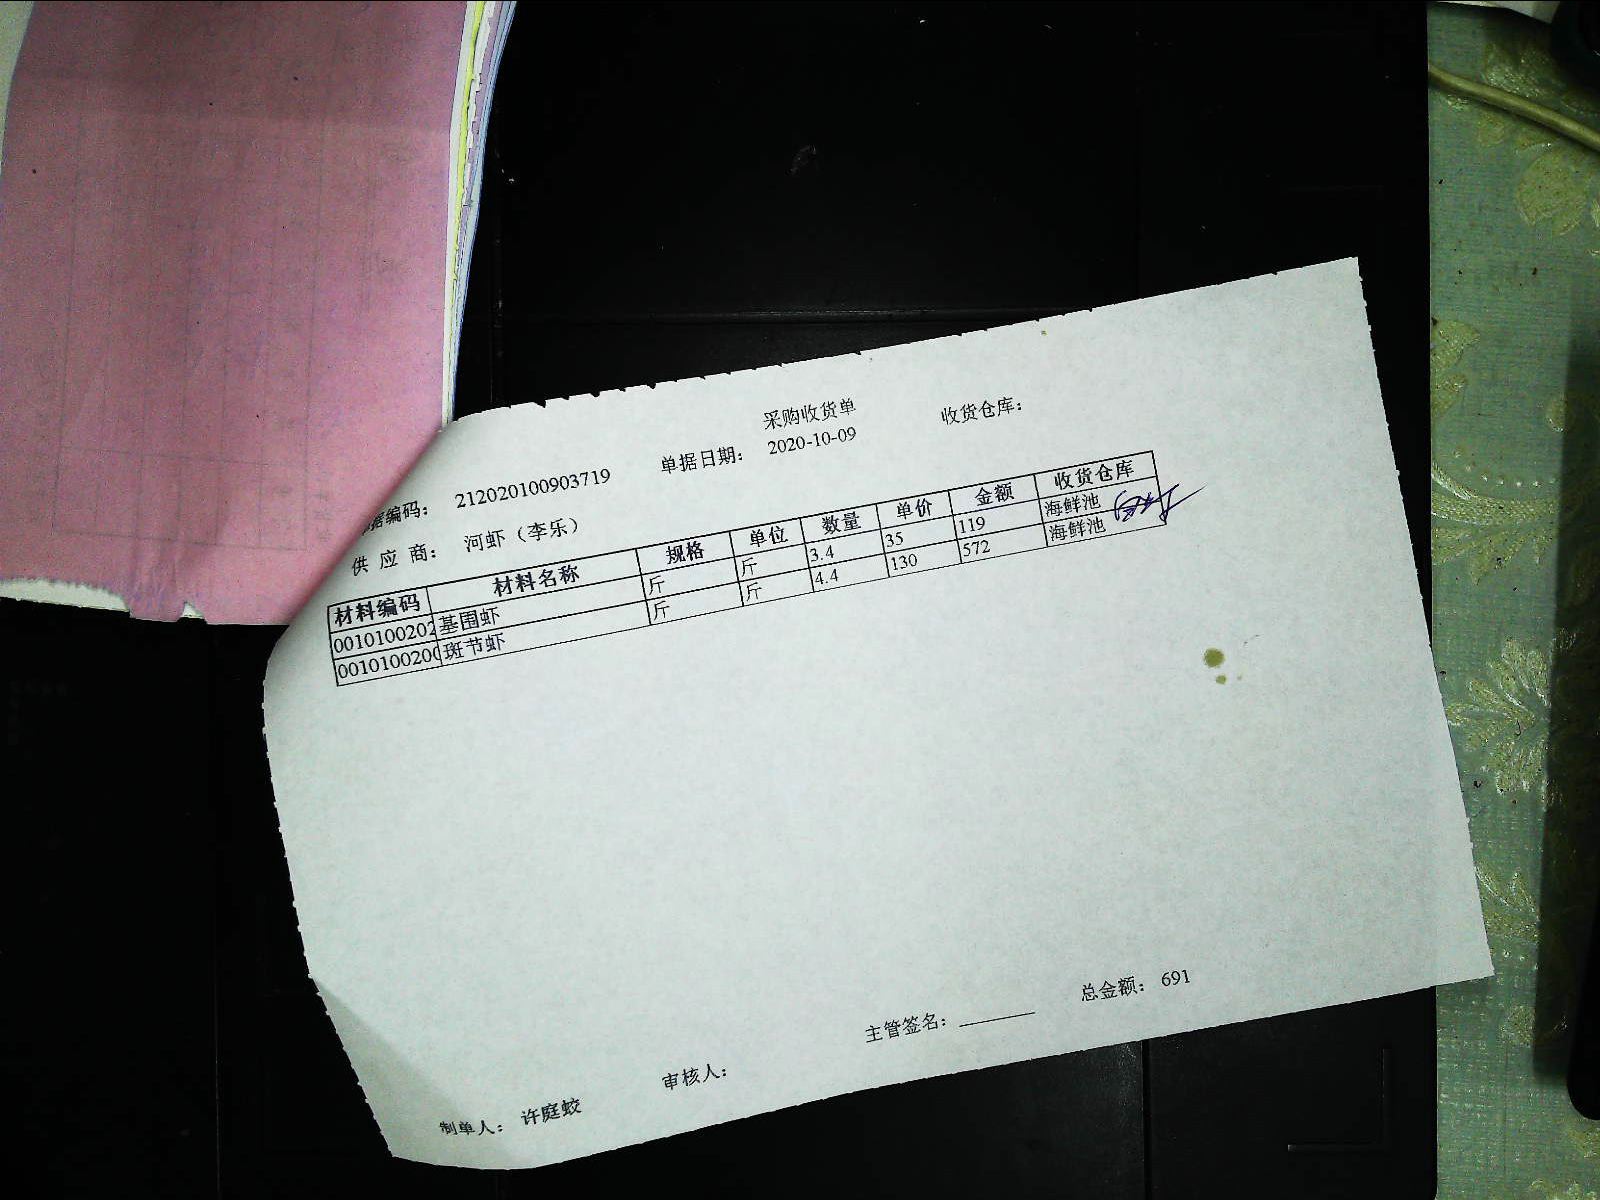 采购收货单
据编码： 212020100903719 单据日期： 2020-10-09 收货仓库：
供 应 商： 河虾（李乐）
材料编码 材料名称 规格 单位 数量 单价 金额 收货仓库
0010100202 基围虾 斤 斤 3.4 35 119 海鲜池
001010020 斑节虾 斤 斤 4.4 130 572 海鲜池
制单人： 许庭蛟 审核人： 主管签名： 总金额： 691